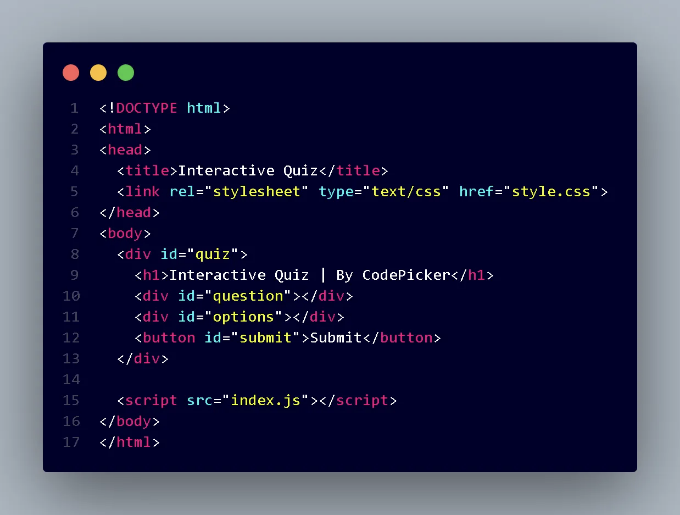 1 <!DOCTYPE html>
2 <html>
3 <head>
4   <title>Interactive Quiz</title>
5   <link rel="stylesheet" type="text/css" href="style.css">
6 </head>
7 <body>
8   <div id="quiz">
9     <h1>Interactive Quiz | By CodePicker</h1>
10     <div id="question"></div>
11     <div id="options"></div>
12     <button id="submit">Submit</button>
13   </div>
14
15   <script src="index.js"></script>
16 </body>
17 </html>